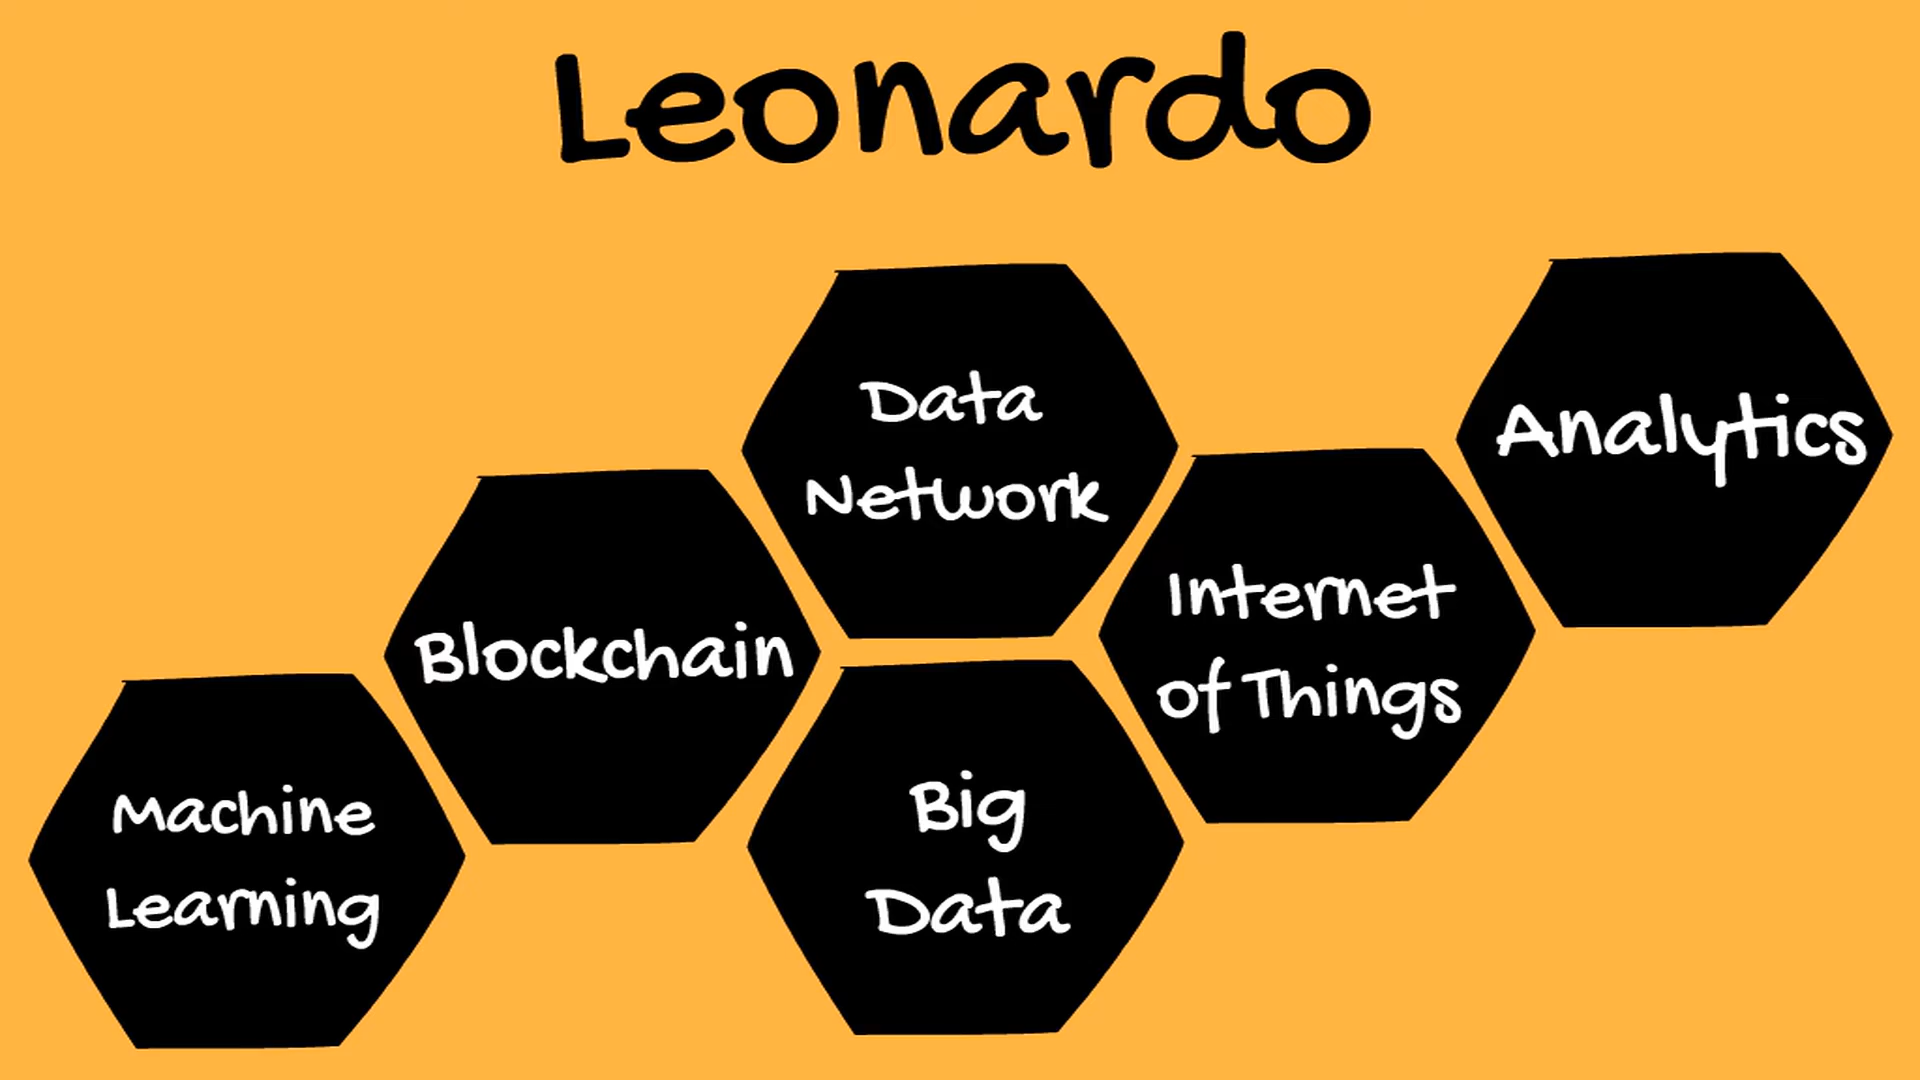 Leonardo
Machine
Learning
Blockchain
Data
Network
Big
Data
Internet
of Things
Analytics